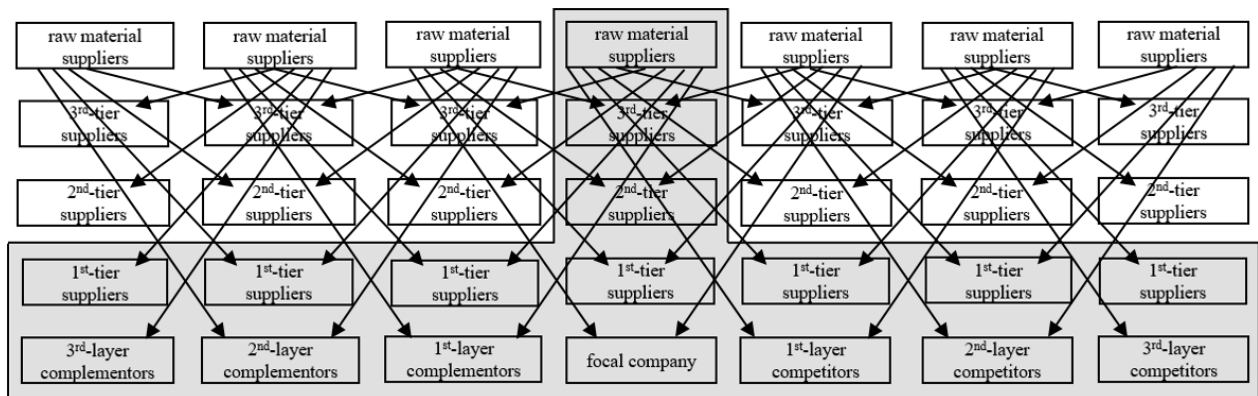 raw material
suppliers
raw material
suppliers
raw material
suppliers
raw material
suppliers
raw material
suppliers
raw material
suppliers
raw material
suppliers
3rd-tier
suppliers
3rd-tier
suppliers
3rd-tier
suppliers
3rd-tier
suppliers
3rd-tier
suppliers
3rd-tier
suppliers
3rd-tier
suppliers
2nd-tier
suppliers
2nd-tier
suppliers
2nd-tier
suppliers
2nd-tier
suppliers
2nd-tier
suppliers
2nd-tier
suppliers
2nd-tier
suppliers
1st-tier
suppliers
1st-tier
suppliers
1st-tier
suppliers
1st-tier
suppliers
1st-tier
suppliers
1st-tier
suppliers
1st-tier
suppliers
3rd-layer
complementors
2nd-layer
complementors
1st-layer
complementors
focal company
1st-layer
competitors
2nd-layer
competitors
3rd-layer
competitors